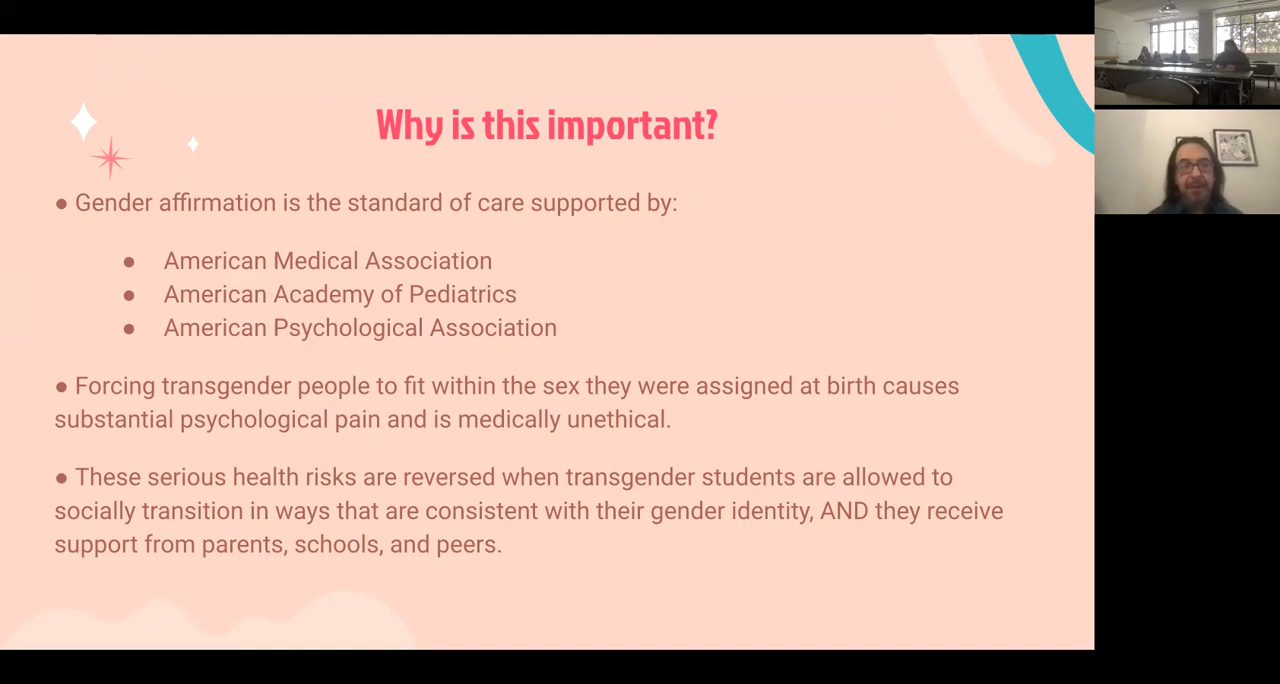 Why is this important?
● Gender affirmation is the standard of care supported by:
● American Medical Association
● American Academy of Pediatrics
● American Psychological Association
● Forcing transgender people to fit within the sex they were assigned at birth causes
substantial psychological pain and is medically unethical.
● These serious health risks are reversed when transgender students are allowed to
socially transition in ways that are consistent with their gender identity, AND they receive
support from parents, schools, and peers.